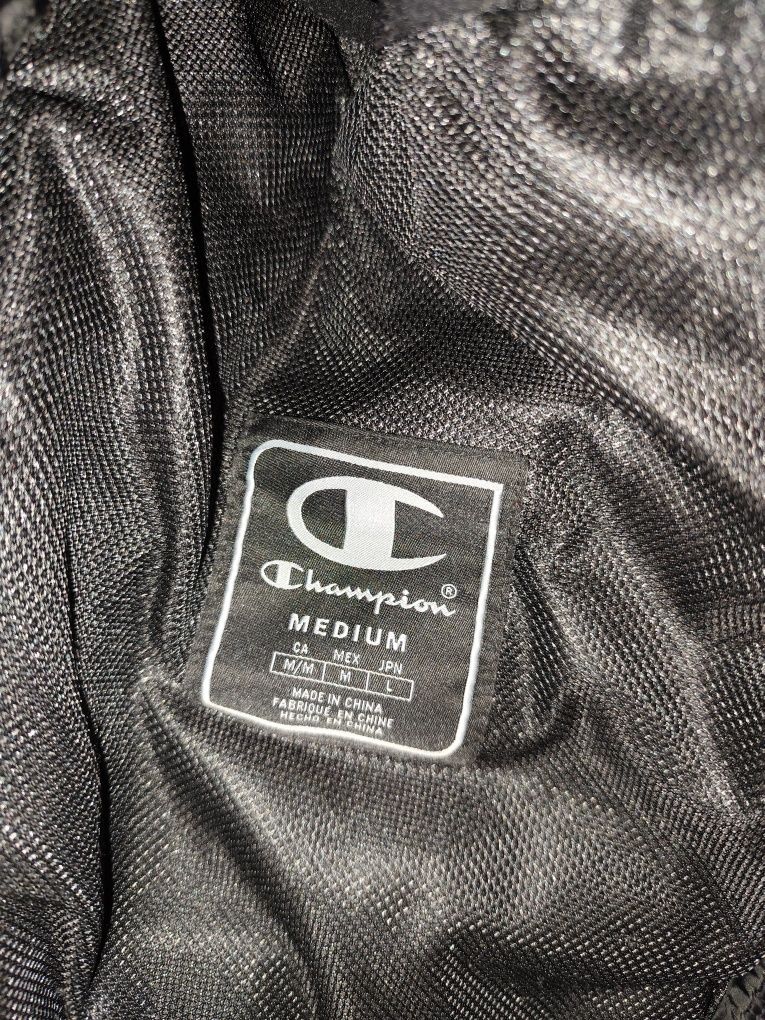 Champion®
MEDIUM
CA MEX JPN
M/M M L
MADE IN CHINA
FABRIQUÉ EN CHINE
HECHO EN CHINA